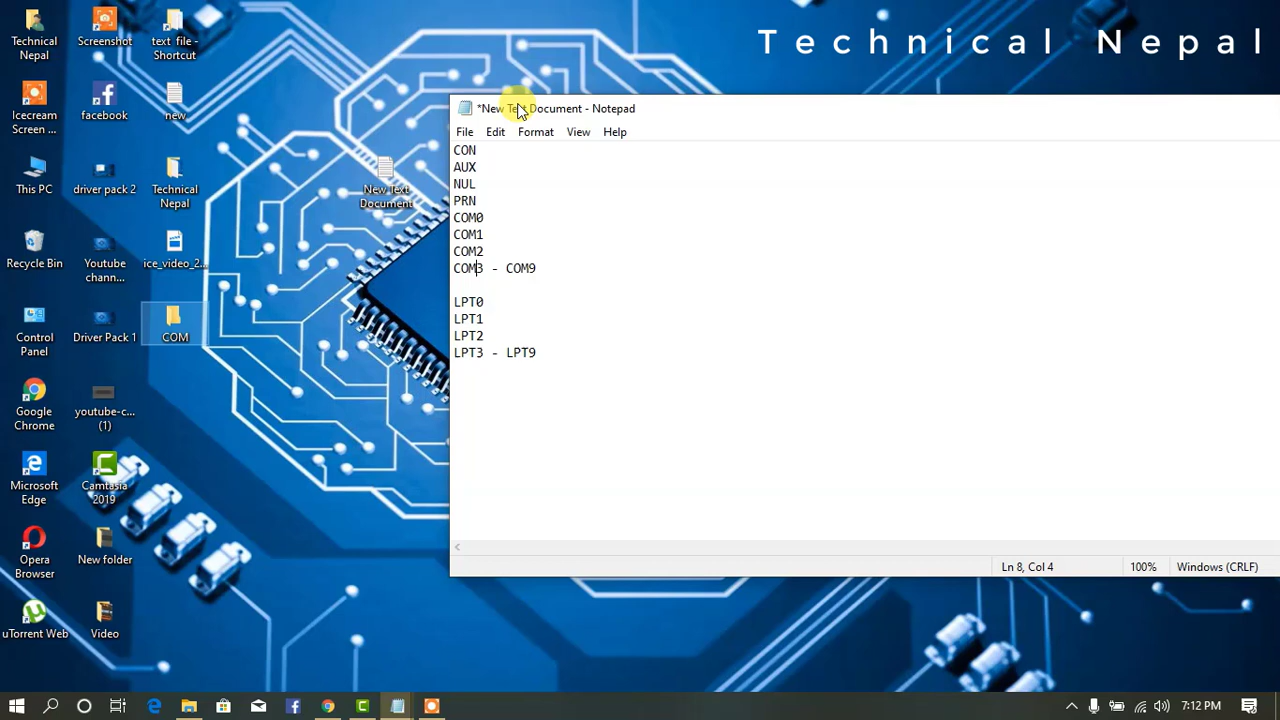 Technical Nepal
Technical
Nepal
Screenshot
text file -
Shortcut
Icecream
Screen ...
facebook
new
This PC
driver pack 2
Technical
Nepal
Recycle Bin
Youtube
chann...
ice_video_2...
Control
Panel
Driver Pack 1
COM
Google
Chrome
youtube-c...
(1)
Microsoft
Edge
Camtasia
2019
Opera
Browser
New folder
uTorrent Web
Video
New Text
Document
*New Text Document - Notepad
File Edit Format View Help
CON
AUX
NUL
PRN
COM0
COM1
COM2
COM3 - COM9
LPT0
LPT1
LPT2
LPT3 - LPT9
Ln 8, Col 4 100% Windows (CRLF)
7:12 PM